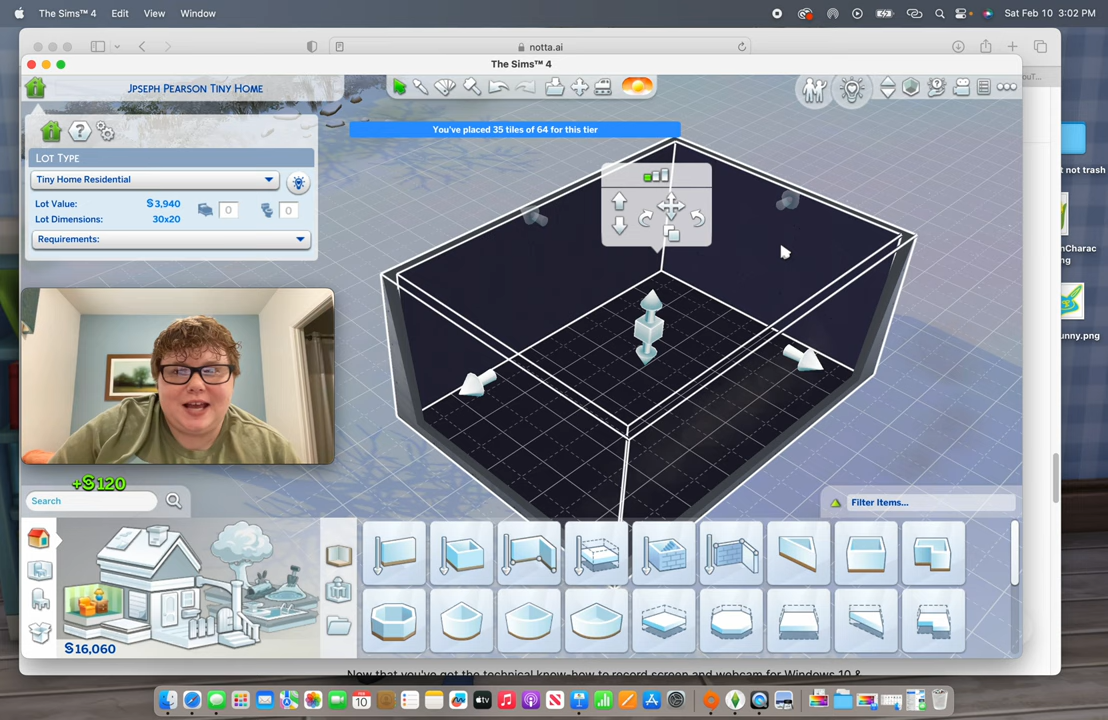 The Sims™ 4 Edit View Window Sat Feb 10 3:02 PM
notta.ai
The Sims™ 4
JPSEPH PEARSON TINY HOME
You've placed 35 tiles of 64 for this tier
LOT TYPE
Tiny Home Residential
Lot Value: §3,940 0 0
Lot Dimensions: 30x20
Requirements:
t not trash
nCharac
ng
unny.png
+§120
Search
Filter Items...
§16,060
Now that you've got the technical know-how to record screen and webcam for Windows 10 &
FEB
10